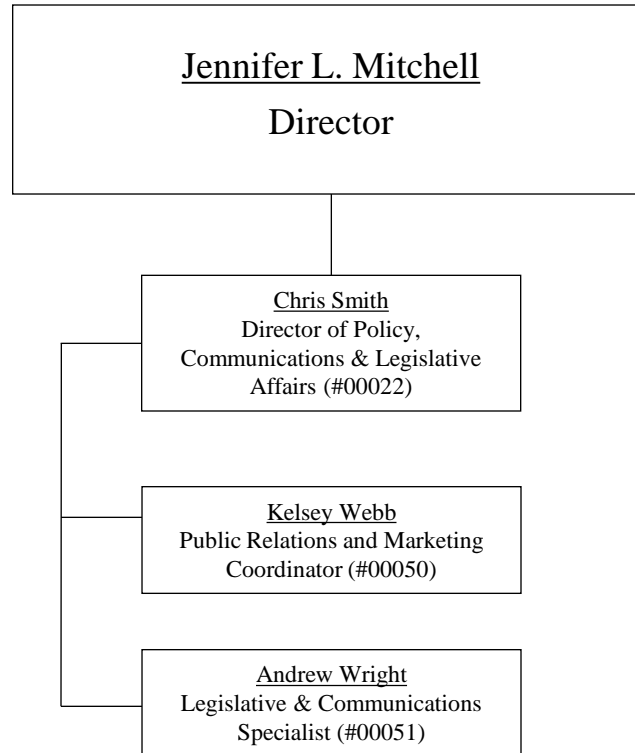 Jennifer L. Mitchell
Director
Chris Smith
Director of Policy,
Communications & Legislative
Affairs (#00022)
Kelsey Webb
Public Relations and Marketing
Coordinator (#00050)
Andrew Wright
Legislative & Communications
Specialist (#00051)